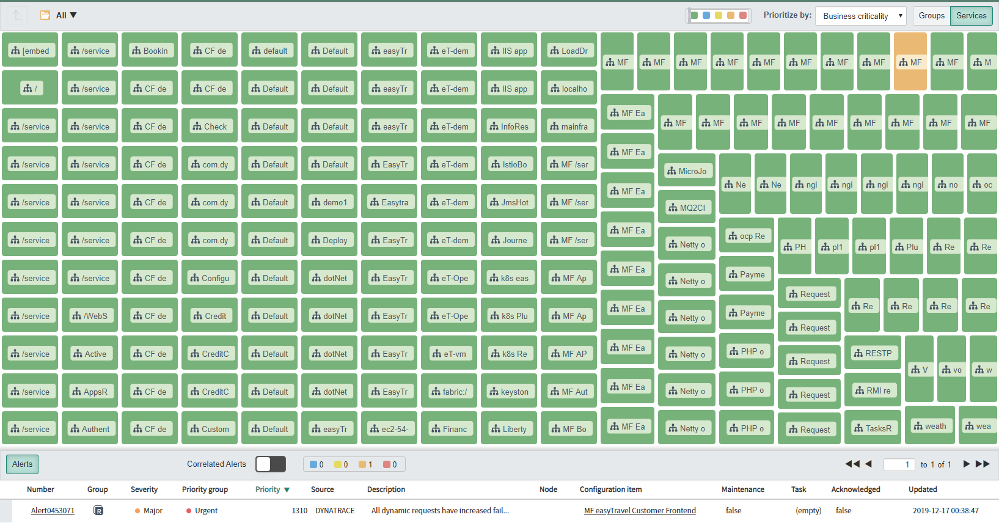 All ▼
Prioritize by:
Business criticality
Groups
Services
[embed
/service
Bookin
CF de
default
Default
easyTr
eT-dem
IIS app
LoadDr
MF
MF
MF
MF
MF
MF
MF
MF
MF
MF
M
/
/service
CF de
CF de
Default
Default
easyTr
eT-dem
IIS app
localho
MF Ea
MF
MF
MF
MF
MF
MF
MF
MF
MF
/service
/service
CF de
Check
Default
Default
easyTr
eT-dem
InfoRes
mainfra
MF Ea
/service
/service
CF de
com.dy
Default
Default
EasyTr
eT-dem
IstioBo
MF /ser
MF Ea
MicroJo
Ne
Ne
ngi
ngi
ngi
ngi
no
oc
/service
/service
CF de
com.dy
Default
demo1
Easytra
eT-dem
JmsHot
MF /ser
MQ2CI
/service
/service
CF de
com.dy
Default
Deploy
EasyTr
eT-dem
Journe
MF /ser
MF Ea
Netty o
ocp Re
PH
pl1
pl1
Plu
Re
Re
/service
/service
CF de
Configu
Default
dotNet
EasyTr
eT-Ope
k8s eas
MF Ap
MF Ea
Netty o
Payme
Request
/service
/WebS
CF de
Credit
Default
dotNet
EasyTr
eT-Ope
k8s Plu
MF Ap
MF Ea
Netty o
Payme
Request
Re
Re
Re
Re
/service
Active
CF de
CreditC
Default
dotNet
EasyTr
eT-vm
k8s Re
MF AP
MF Ea
Netty o
PHP o
Request
RESTP
V
vo
w
/service
AppsR
CF de
CreditC
Default
dotNet
EasyTr
fabric:/
keyston
MF Aut
MF Ea
Netty o
PHP o
Request
RMI re
/service
Authent
CF de
Custom
Default
easyTr
ec2-54-
Financ
Liberty
MF Bo
MF Ea
Netty o
PHP o
Request
TasksR
weath
wea
Alerts
Correlated Alerts
0
0
1
0
1 to 1 of 1
Number Group Severity Priority group Priority ▼ Source Description Node Configuration item Maintenance Task Acknowledged Updated
Alert0453071 R Major Urgent 1310 DYNATRACE All dynamic requests have increased fail... MF easyTravel Customer Frontend false (empty) false 2019-12-17 00:38:47